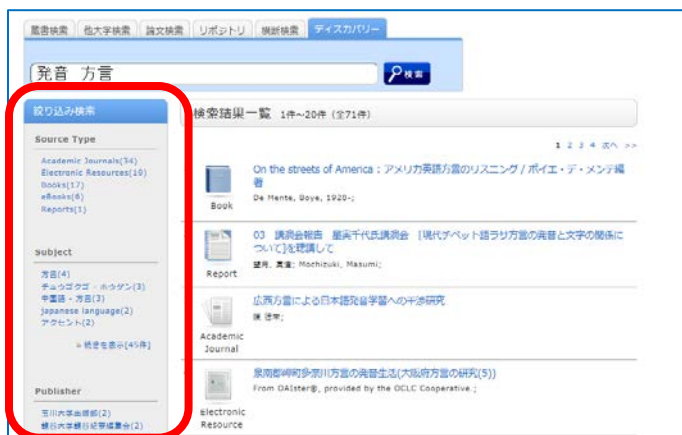 蔵書検索 他大学検索 論文検索 リポジトリ 横断検索 ディスカバリー
発音 方言
検索
絞り込み検索
検索結果一覧 1件～20件 (全71件)
Source Type
1 2 3 4 次へ >>
Academic Journals(34)
Electronic Resources(19)
Books(17)
eBooks(6)
Reports(1)
On the streets of America：アメリカ英語方言のリスニング / ボイエ・デ・メンテ編著
De Mente, Boye, 1928-;
Book
03 講演会報告 星実千代氏講演会 [現代チベット語ラサ方言の発音と文字の関係について]を聴講して
望月, 真澄; Mochizuki, Masumi;
Report
Subject
方言(4)
チュウゴクゴ - ホウゲン(3)
中国語 - 方言(3)
japanese language(2)
アクセント(2)
» 続きを表示[45件]
広西方言による日本語発音学習への干渉研究
Academic
Journal
泉南郡岬町多奈川方言の発音生活(大阪府方言の研究(5))
From OAIster®, provided by the OCLC Cooperative.;
Electronic
Resource
Publisher
玉川大学出版部(2)